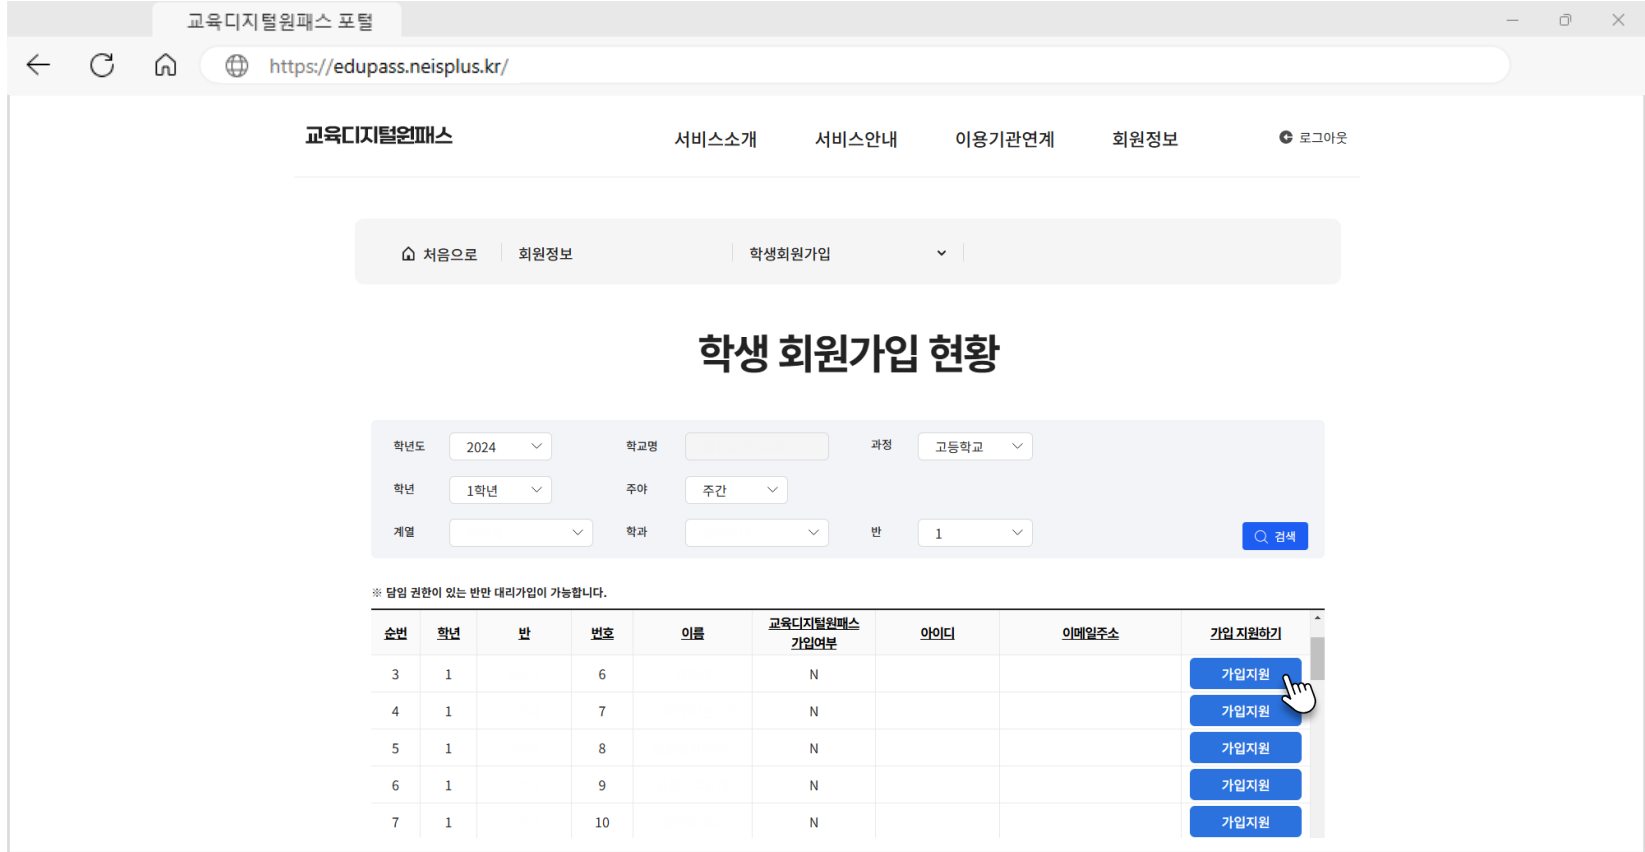 교육디지털원패스 포털
https://edupass.neisplus.kr/
교육디지털원패스 서비스소개 서비스안내 이용기관연계 회원정보 로그아웃
처음으로 회원정보 학생회원가입
학생 회원가입 현황
학년도 2024 학교명 과정 고등학교
학년 1학년 주야 주간
계열 학과 반 1 검색
※ 담임 권한이 있는 반만 대리가입이 가능합니다.
순번 학년 반 번호 이름 교육디지털원패스 아이디 이메일주소 가입 지원하기
가입여부
3 1 6 N 가입지원
4 1 7 N 가입지원
5 1 8 N 가입지원
6 1 9 N 가입지원
7 1 10 N 가입지원